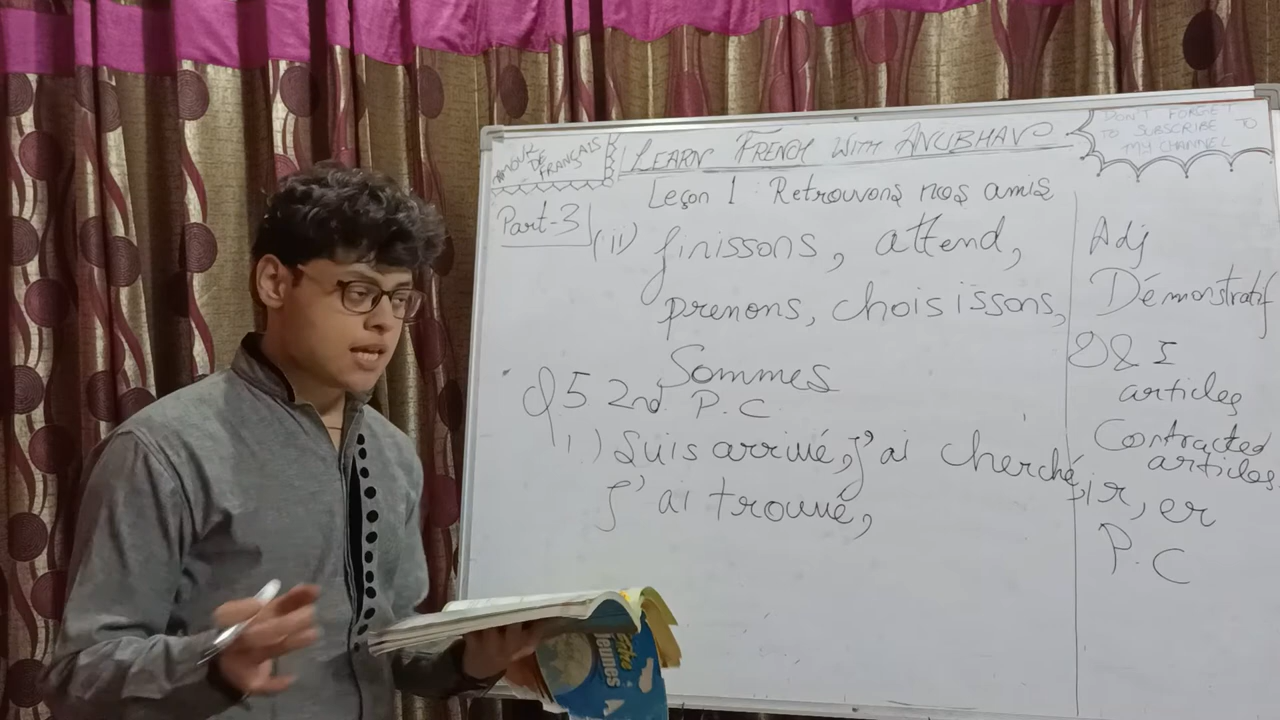 AMOUR DE FRANÇAIS
LEARN FRENCH WITH ANUBHAV
DON'T FORGET
TO SUBSCRIBE TO
MY CHANNEL
Leçon 1 : Retrouvons nos amis
Part-3
(ii) finissons, attend,
prenons, choisissons,
Sommes
Q5 2nd P.C
i) Suis arrivé, j'ai cherché,
j'ai trouvé,
Adj
Démonstratif
D & I
articles
Contracted
articles
ir, er
P.C
entre
jeunes